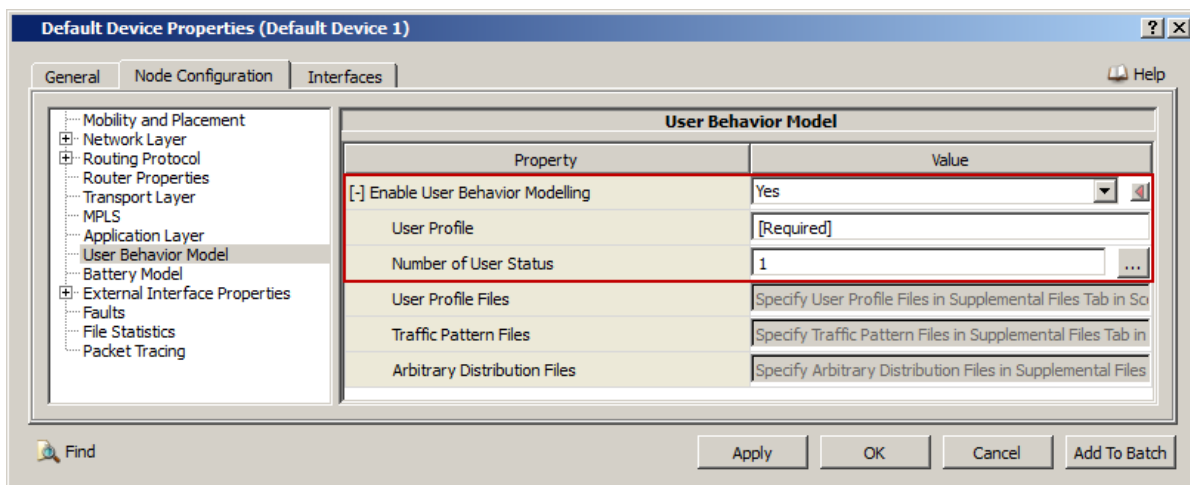 Default Device Properties (Default Device 1)
General Node Configuration Interfaces Help
Mobility and Placement
Network Layer
Routing Protocol
Router Properties
Transport Layer
MPLS
Application Layer
User Behavior Model
Battery Model
External Interface Properties
Faults
File Statistics
Packet Tracing
User Behavior Model
Property Value
[-] Enable User Behavior Modelling Yes
User Profile [Required]
Number of User Status 1 ...
User Profile Files Specify User Profile Files in Supplemental Files Tab in Sc
Traffic Pattern Files Specify Traffic Pattern Files in Supplemental Files Tab in
Arbitrary Distribution Files Specify Arbitrary Distribution Files in Supplemental Files
Find Apply OK Cancel Add To Batch